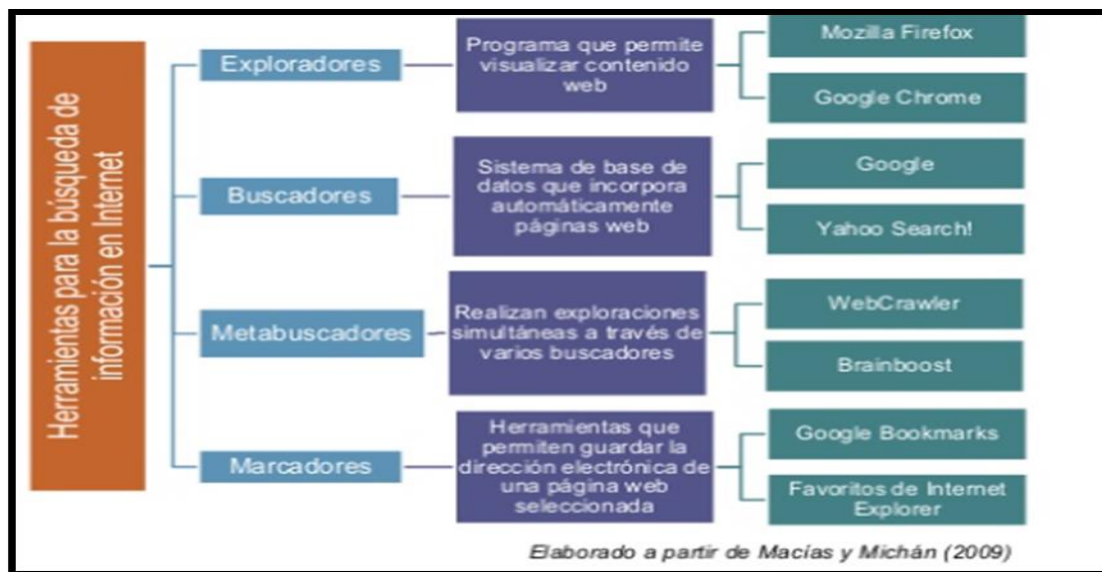 Herramientas para la búsqueda de
información en Internet
Exploradores
Programa que permite
visualizar contenido
web
Mozilla Firefox
Google Chrome
Buscadores
Sistema de base de
datos que incorpora
automáticamente
páginas web
Google
Yahoo Search!
Metabuscadores
Realizan exploraciones
simultáneas a través de
varios buscadores
WebCrawler
Brainboost
Marcadores
Herramientas que
permiten guardar la
dirección electrónica de
una página web
seleccionada
Google Bookmarks
Favoritos de Internet
Explorer
Elaborado a partir de Macías y Michán (2009)